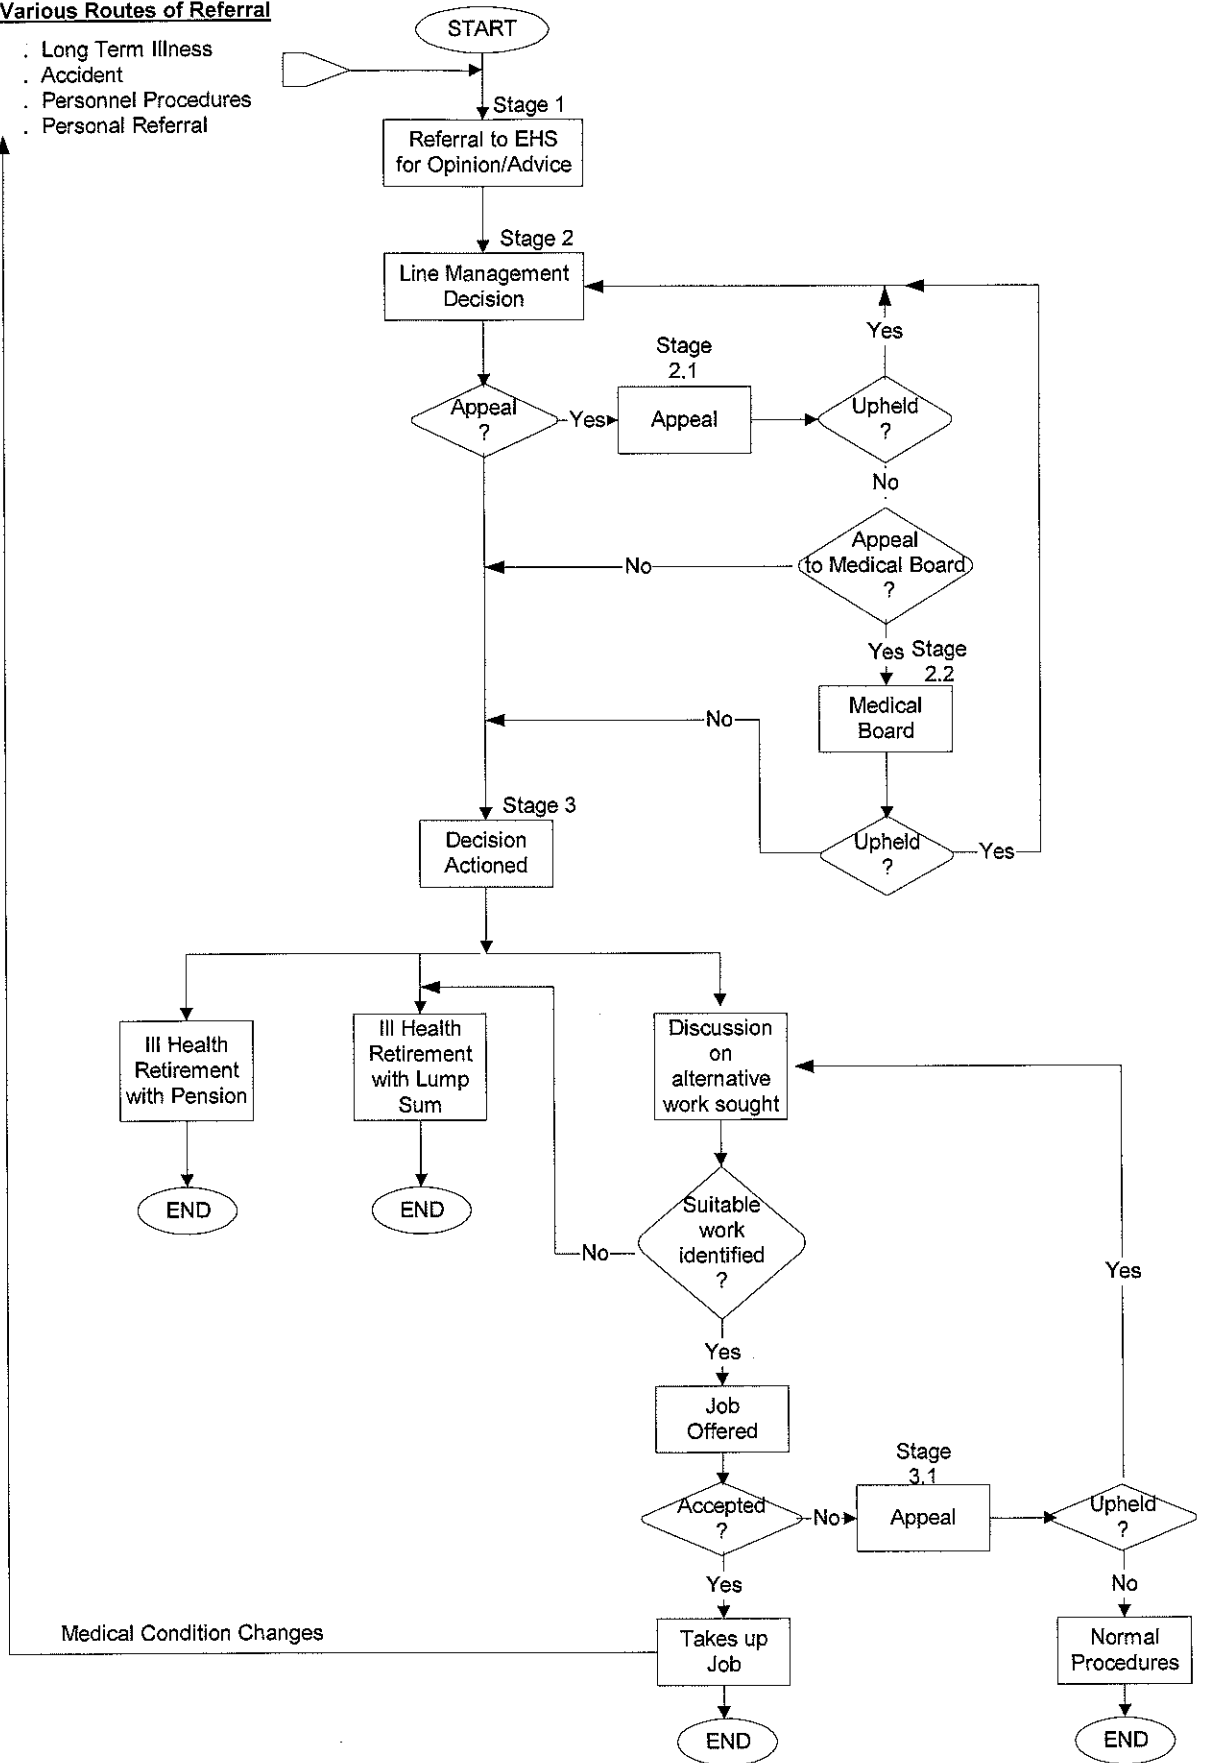 Various Routes of Referral
. Long Term Illness
. Accident
. Personnel Procedures
. Personal Referral
START
Stage 1
Referral to EHS
for Opinion/Advice
Stage 2
Line Management
Decision
Yes
Stage
2.1
Appeal
?
Yes
Appeal
Upheld
?
No
Appeal
to Medical Board
?
No
Yes
Stage
2.2
Medical
Board
No
Upheld
?
Yes
Stage 3
Decision
Actioned
Ill Health
Retirement
with Pension
Ill Health
Retirement
with Lump
Sum
Discussion
on
alternative
work sought
END
END
Suitable
work
identified
?
No
Yes
Yes
Job
Offered
Stage
3.1
Accepted
?
No
Appeal
Upheld
?
Yes
No
Medical Condition Changes
Takes up
Job
Normal
Procedures
END
END